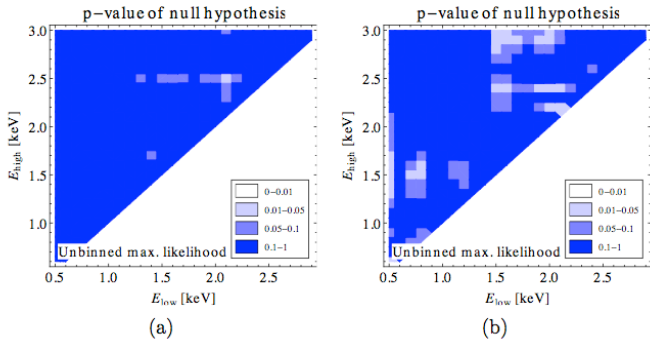 p-value of null hypothesis
3.0
2.5
2.0
1.5
1.0
E_high [keV]
0-0.01
0.01-0.05
0.05-0.1
0.1-1
Unbinned max. likelihood
0.5 1.0 1.5 2.0 2.5
E_low [keV]
(a)
p-value of null hypothesis
3.0
2.5
2.0
1.5
1.0
E_high [keV]
0-0.01
0.01-0.05
0.05-0.1
0.1-1
Unbinned max. likelihood
0.5 1.0 1.5 2.0 2.5
E_low [keV]
(b)